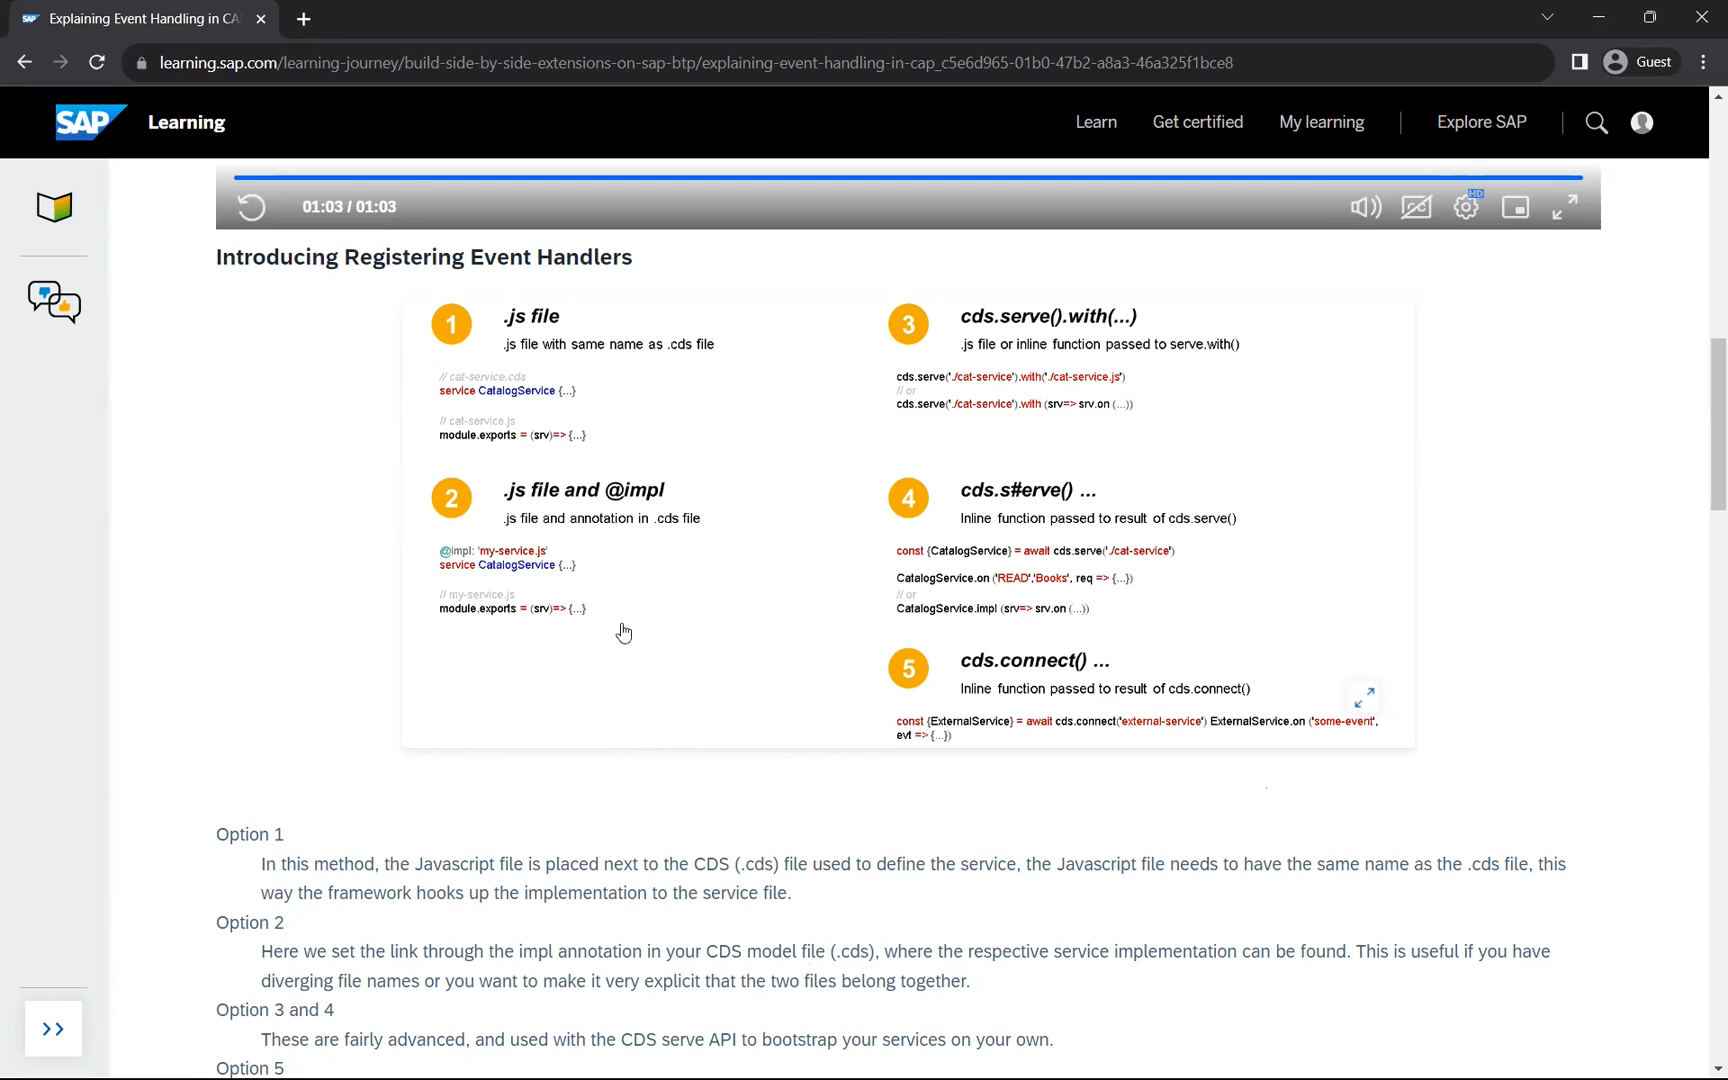 SAP Explaining Event Handling in CA
learning.sap.com/learning-journey/build-side-by-side-extensions-on-sap-btp/explaining-event-handling-in-cap_c5e6d965-01b0-47b2-a8a3-46a325f1bce8
Guest
SAP Learning
Learn Get certified My learning Explore SAP
01:03 / 01:03
CC HD
Introducing Registering Event Handlers
1 .js file
.js file with same name as .cds file
// cat-service.cds
service CatalogService {...}
// cat-service.js
module.exports = (srv)=> {...}
2 .js file and @impl
.js file and annotation in .cds file
@impl: 'my-service.js'
service CatalogService {...}
// my-service.js
module.exports = (srv)=> {...}
3 cds.serve().with(...)
.js file or inline function passed to serve.with()
cds.serve('./cat-service').with('./cat-service.js')
// or
cds.serve('./cat-service').with (srv=> srv.on (...))
4 cds.s#erve() ...
Inline function passed to result of cds.serve()
const {CatalogService} = await cds.serve('./cat-service')
CatalogService.on ('READ','Books', req => {...})
// or
CatalogService.impl (srv=> srv.on (...))
5 cds.connect() ...
Inline function passed to result of cds.connect()
const {ExternalService} = await cds.connect('external-service') ExternalService.on ('some-event',
evt => {...})
Option 1
In this method, the Javascript file is placed next to the CDS (.cds) file used to define the service, the Javascript file needs to have the same name as the .cds file, this
way the framework hooks up the implementation to the service file.
Option 2
Here we set the link through the impl annotation in your CDS model file (.cds), where the respective service implementation can be found. This is useful if you have
diverging file names or you want to make it very explicit that the two files belong together.
Option 3 and 4
These are fairly advanced, and used with the CDS serve API to bootstrap your services on your own.
Option 5